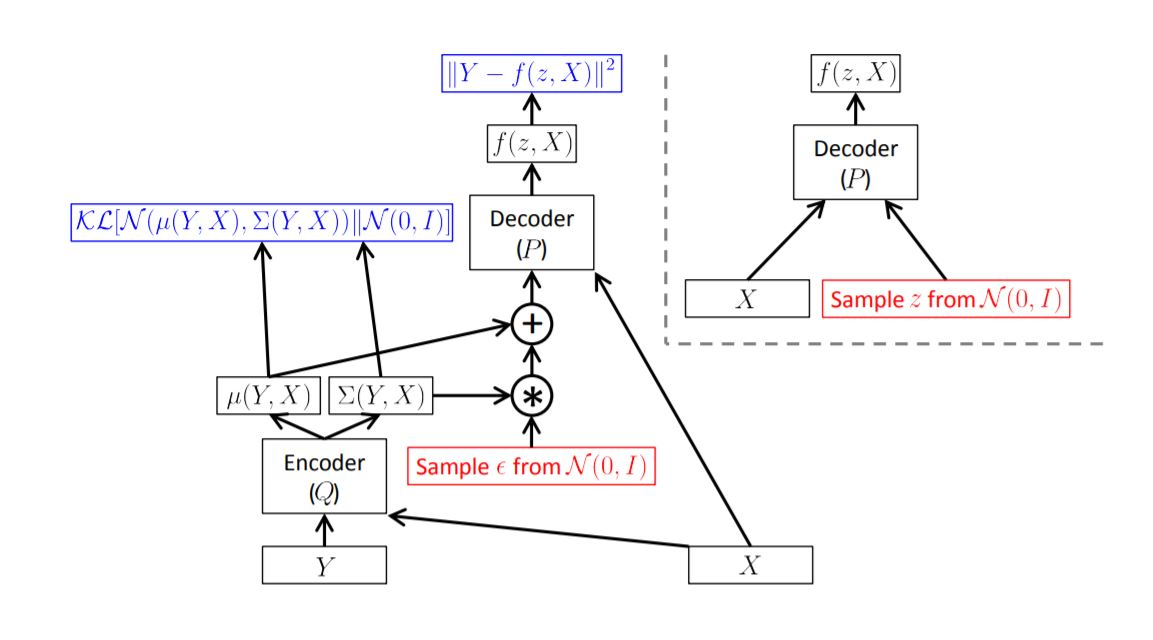 ‖Y − f(z, X)‖²
f(z, X)
Decoder
(P)
𝒦ℒ[𝒩(μ(Y, X), Σ(Y, X))‖𝒩(0, I)]
+
μ(Y, X)
Σ(Y, X)
*
Encoder
(Q)
Sample ϵ from 𝒩(0, I)
Y
X
f(z, X)
Decoder
(P)
X
Sample z from 𝒩(0, I)